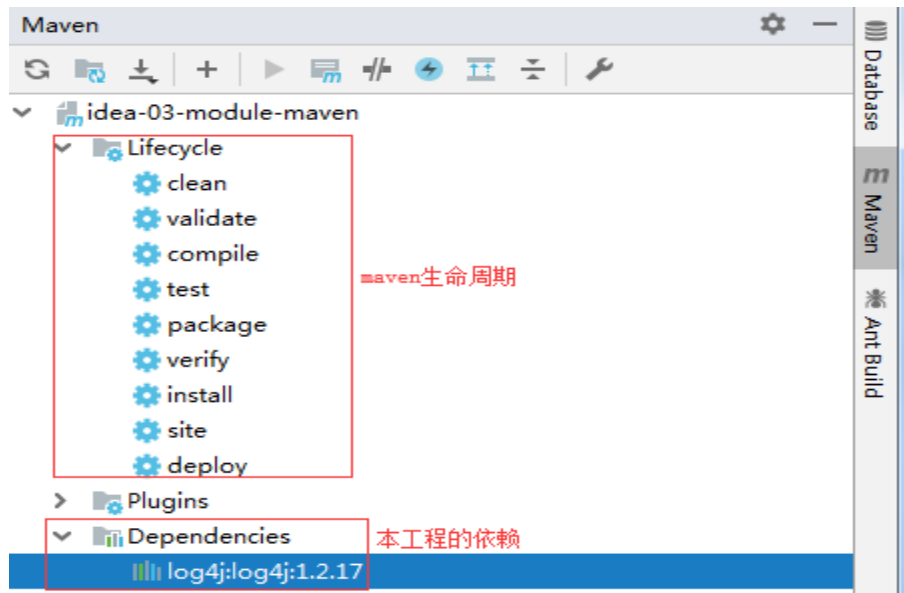 Maven
idea-03-module-maven
Lifecycle
clean
validate
compile
test
maven生命周期
package
verify
install
site
deploy
Plugins
Dependencies
本工程的依赖
log4j:log4j:1.2.17
Database
m Maven
Ant Build